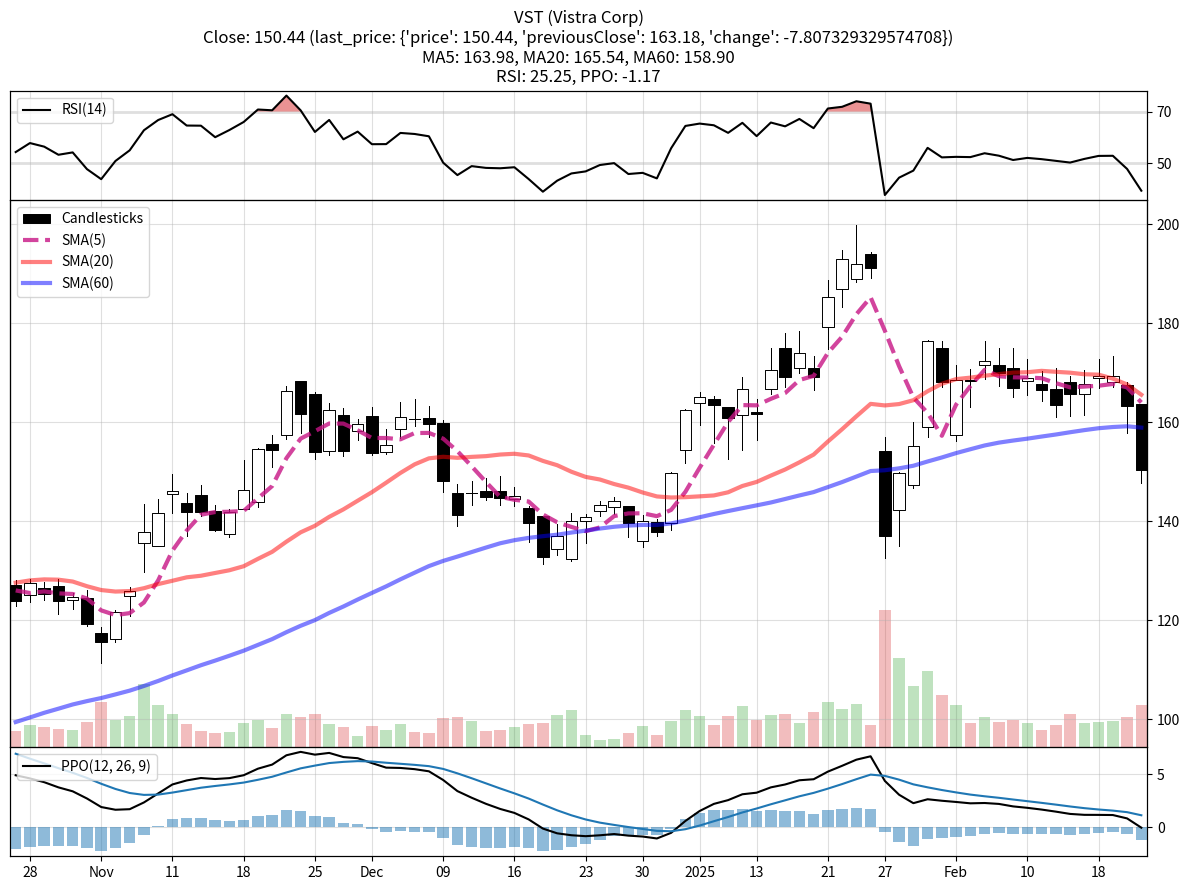 VST (Vistra Corp)
Close: 150.44 (last_price: {'price': 150.44, 'previousClose': 163.18, 'change': -7.807329329574708})
MA5: 163.98, MA20: 165.54, MA60: 158.90
RSI: 25.25, PPO: -1.17
RSI(14)
70
50
Candlesticks
SMA(5)
SMA(20)
SMA(60)
200
180
160
140
120
100
PPO(12, 26, 9)
5
0
28 Nov 11 18 25 Dec 09 16 23 30 2025 13 21 27 Feb 10 18